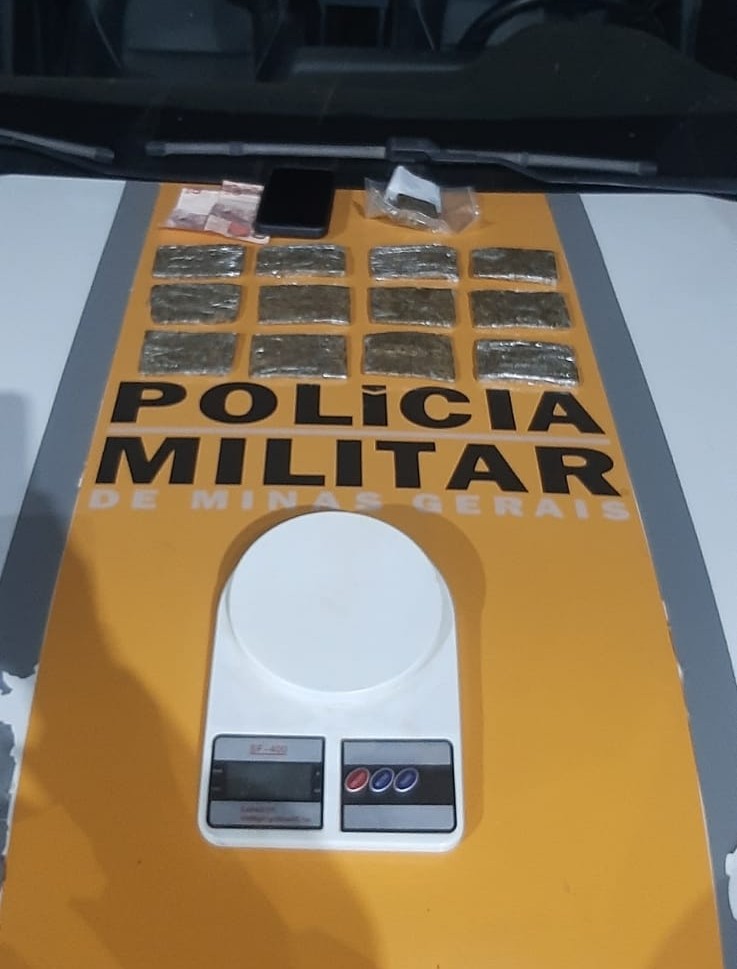 POLÍCIA
MILITAR
DE MINAS GERAIS
SF-400